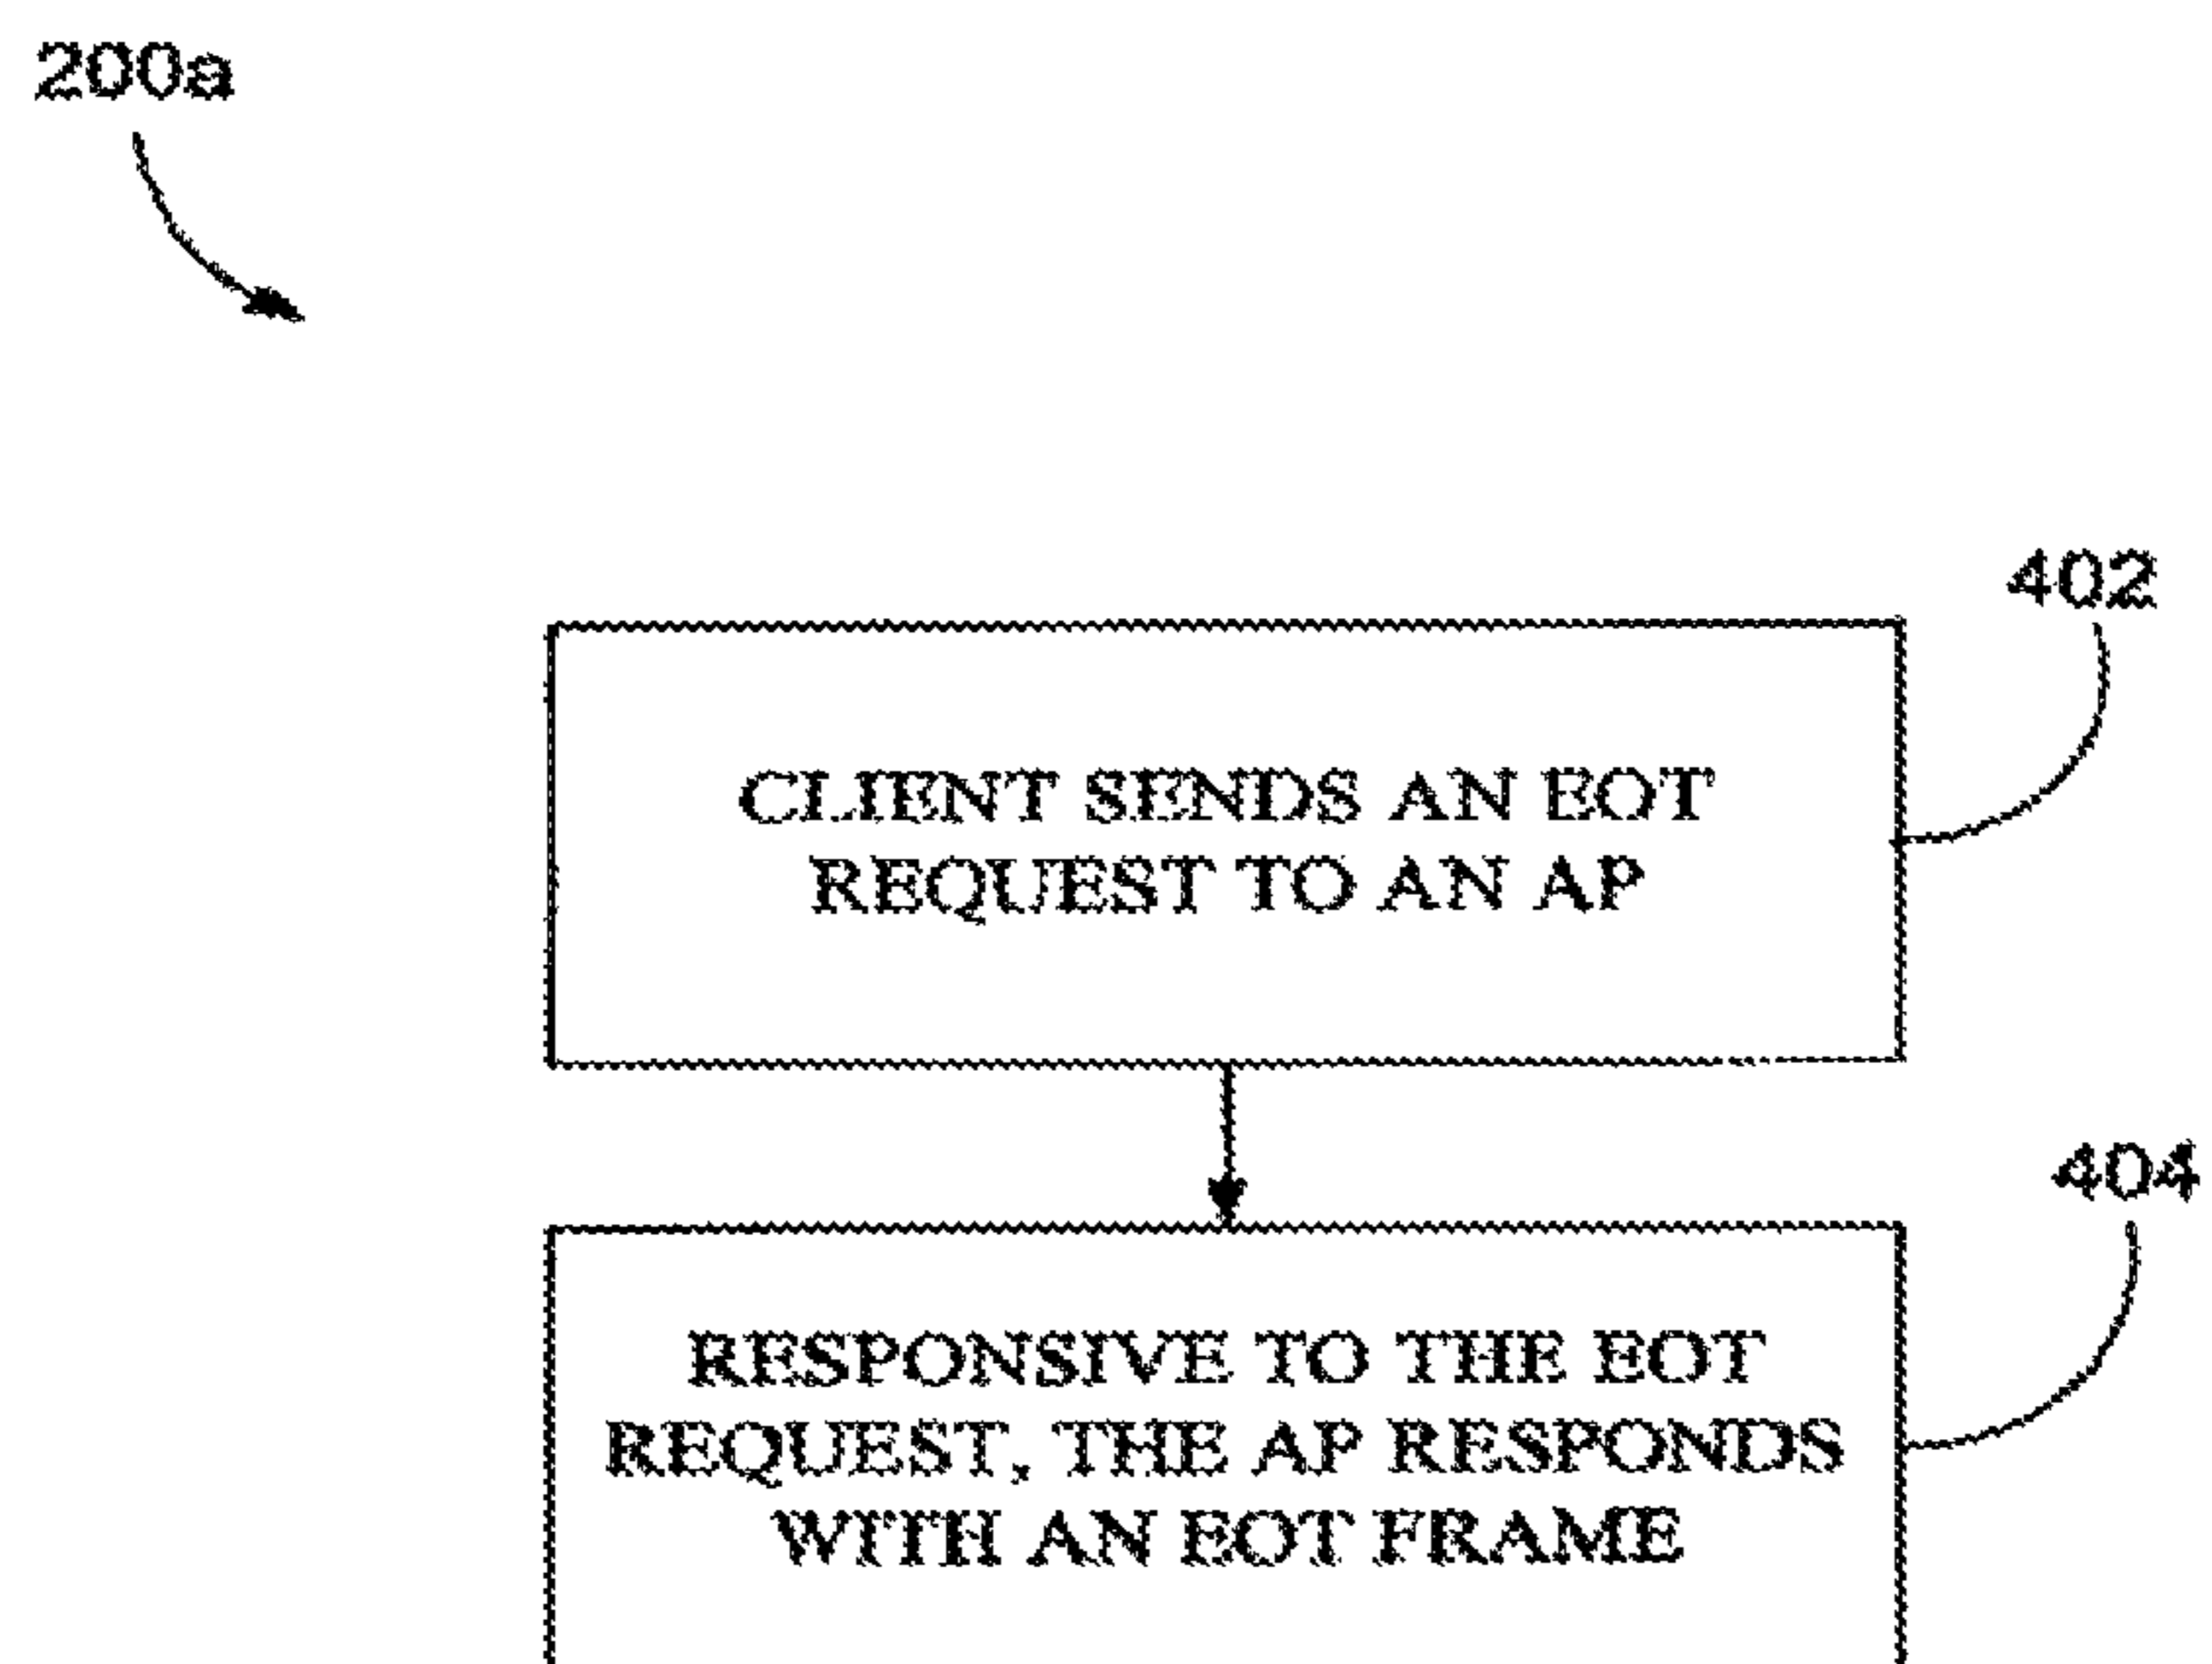 200a
402
CLIENT SENDS AN EOT
REQUEST TO AN AP
404
RESPONSIVE TO THE EOT
REQUEST, THE AP RESPONDS
WITH AN EOT FRAME